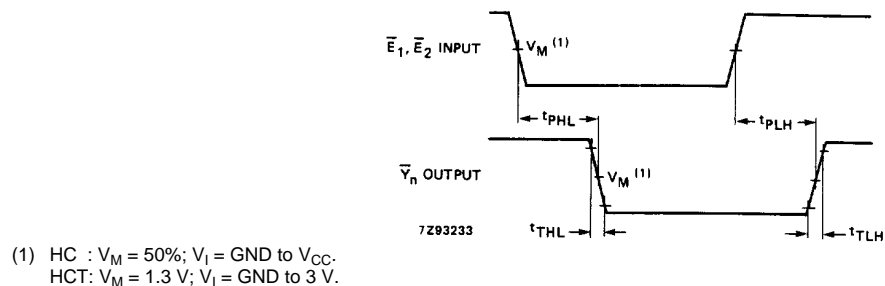 E̅1, E̅2 INPUT
VM (1)
tPHL
tPLH
Y̅n OUTPUT
VM (1)
7Z93233
tTHL
tTLH
(1) HC : VM = 50%; VI = GND to VCC.
HCT: VM = 1.3 V; VI = GND to 3 V.